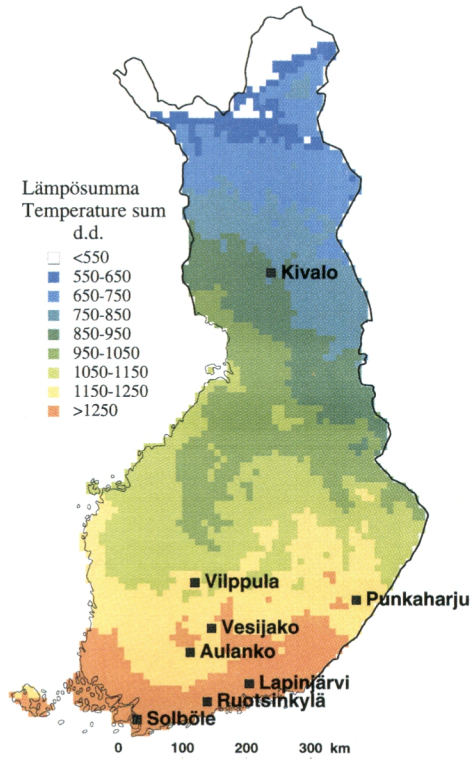 Lämpösumma
Temperature sum
d.d.
<550
550-650
650-750
750-850
850-950
950-1050
1050-1150
1150-1250
>1250
Kivalo
Vilppula
Punkaharju
Vesijako
Aulanko
Lapinjärvi
Ruotsinkylä
Solböle
0 100 200 300 km